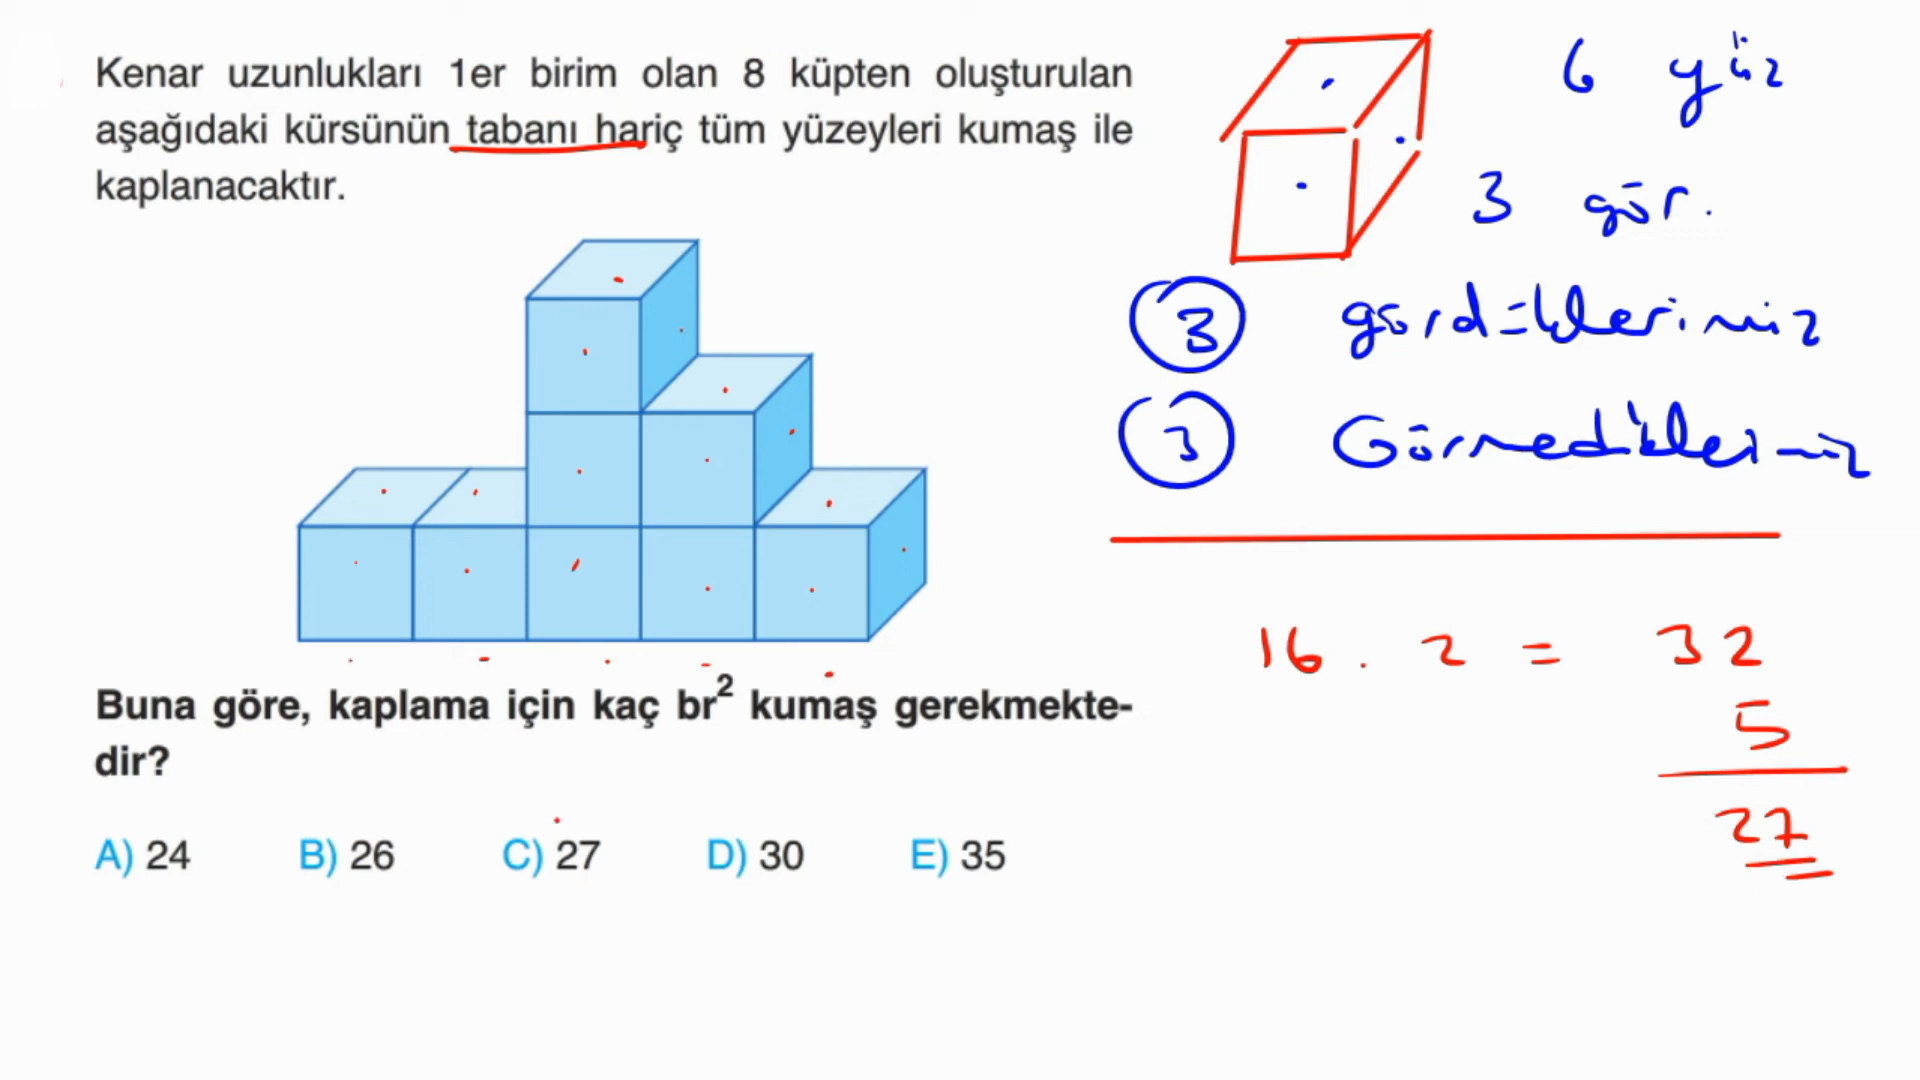 Kenar uzunlukları 1er birim olan 8 küpten oluşturulan
aşağıdaki kürsünün tabanı hariç tüm yüzeyleri kumaş ile
kaplanacaktır.
Buna göre, kaplama için kaç br² kumaş gerekmekte-
dir?
A) 24 B) 26 C) 27 D) 30 E) 35
6 yüz
3 gör.
3 gördüklerimiz
3 Görmediklerimiz
16 . 2 = 32
5
27